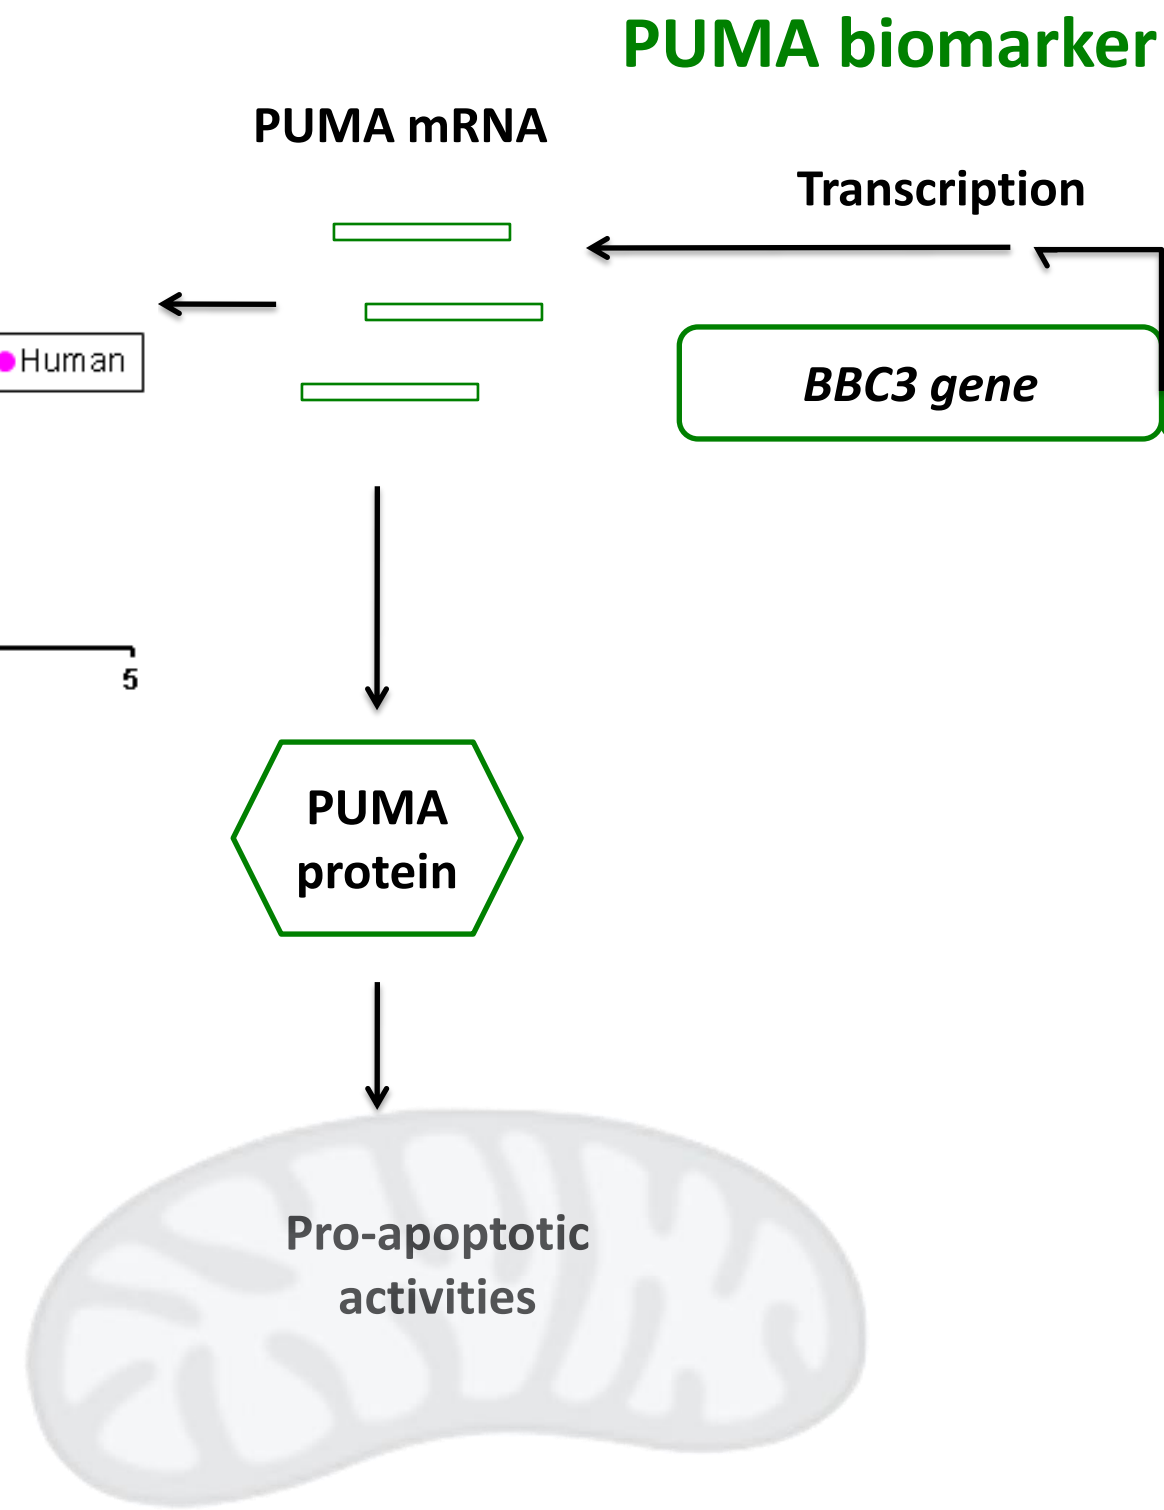 PUMA biomarker
PUMA mRNA
Transcription
Human
BBC3 gene
5
PUMA
protein
Pro-apoptotic
activities